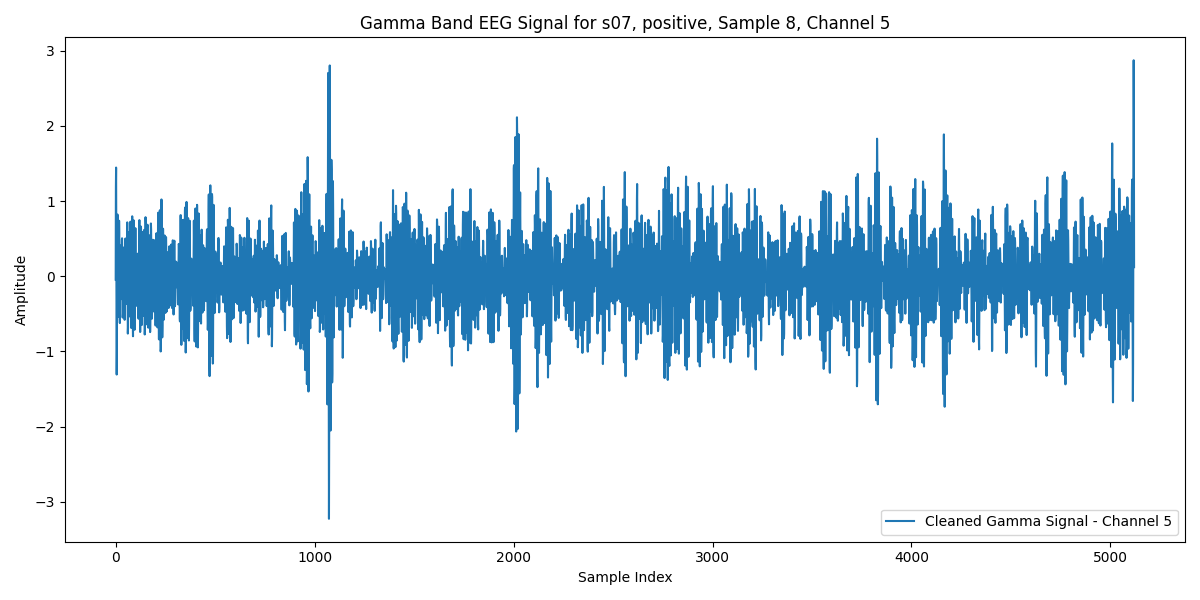 Gamma Band EEG Signal for s07, positive, Sample 8, Channel 5
Amplitude
3
2
1
0
−1
−2
−3
0 1000 2000 3000 4000 5000
Sample Index
Cleaned Gamma Signal - Channel 5